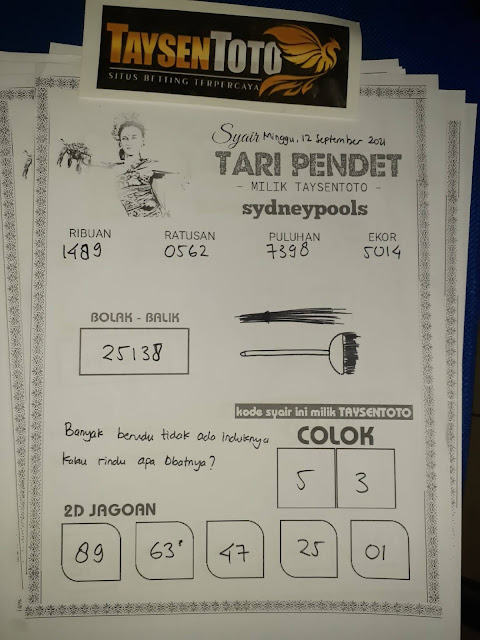 TAYSENTOTO
SITUS BETTING TERPERCAYA
Syair Minggu, 12 September 2021
TARI PENDET
- MILIK TAYSENTOTO -
sydneypools
RIBUAN RATUSAN PULUHAN EKOR
1489 0562 7398 5014
BOLAK - BALIK
25138
kode syair ini milik TAYSENTOTO
Banyak berudu tidak ada induknya
Kalau rindu apa obatnya?
COLOK
5 3
2D JAGOAN
89 63 47 25 01